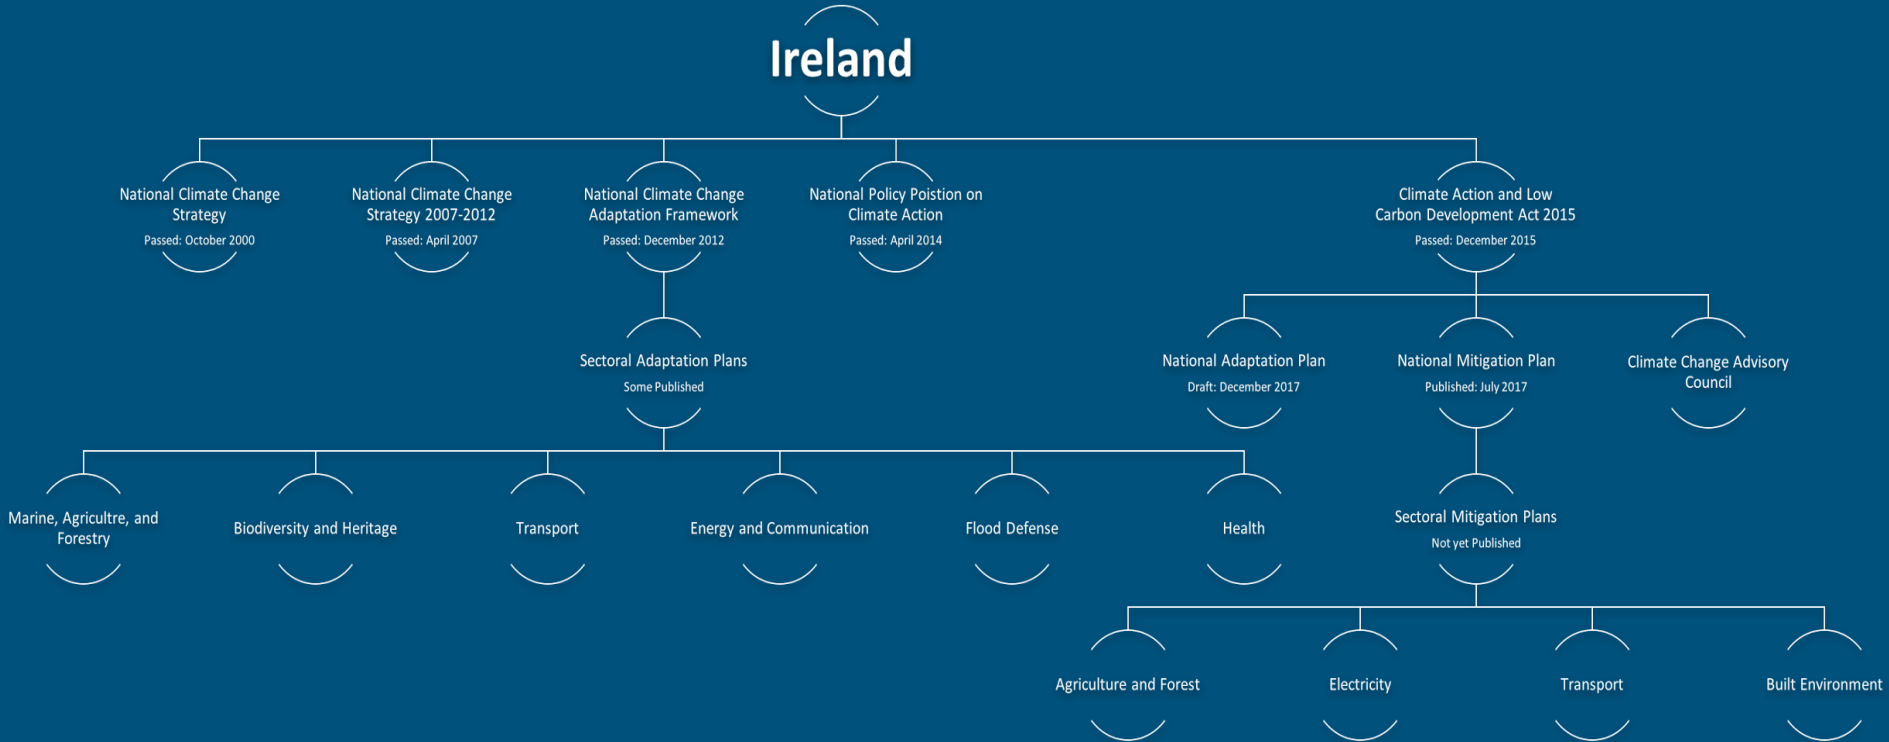 Ireland
National Climate Change
Strategy
Passed: October 2000
National Climate Change
Strategy 2007-2012
Passed: April 2007
National Climate Change
Adaptation Framework
Passed: December 2012
National Policy Poistion on
Climate Action
Passed: April 2014
Climate Action and Low
Carbon Development Act 2015
Passed: December 2015
Sectoral Adaptation Plans
Some Published
National Adaptation Plan
Draft: December 2017
National Mitigation Plan
Published: July 2017
Climate Change Advisory
Council
Marine, Agricultre, and
Forestry
Biodiversity and Heritage
Transport
Energy and Communication
Flood Defense
Health
Sectoral Mitigation Plans
Not yet Published
Agriculture and Forest
Electricity
Transport
Built Environment